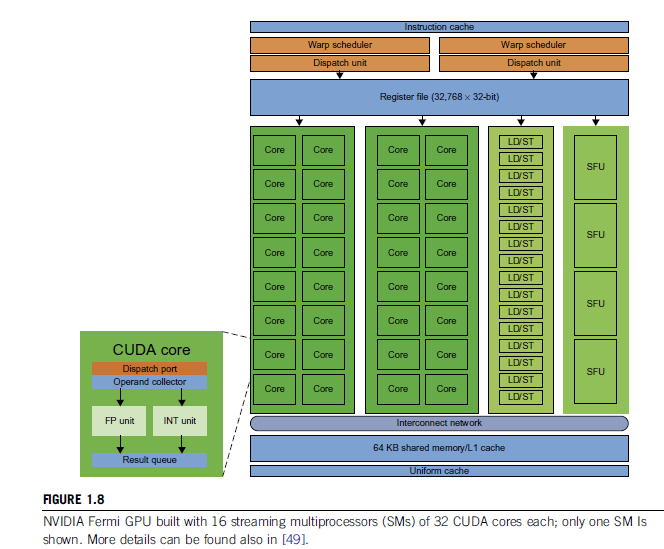 Instruction cache
Warp scheduler Warp scheduler
Dispatch unit Dispatch unit
Register file (32,768 × 32-bit)
Core Core Core Core LD/ST SFU
LD/ST
Core Core Core Core LD/ST
LD/ST
Core Core Core Core LD/ST SFU
LD/ST
Core Core Core Core LD/ST
LD/ST
Core Core Core Core LD/ST SFU
LD/ST
Core Core Core Core LD/ST
LD/ST
Core Core Core Core LD/ST SFU
LD/ST
Core Core Core Core LD/ST
LD/ST
CUDA core
Dispatch port
Operand collector
FP unit INT unit
Result queue
Interconnect network
64 KB shared memory/L1 cache
Uniform cache
FIGURE 1.8
NVIDIA Fermi GPU built with 16 streaming multiprocessors (SMs) of 32 CUDA cores each; only one SM Is
shown. More details can be found also in [49].